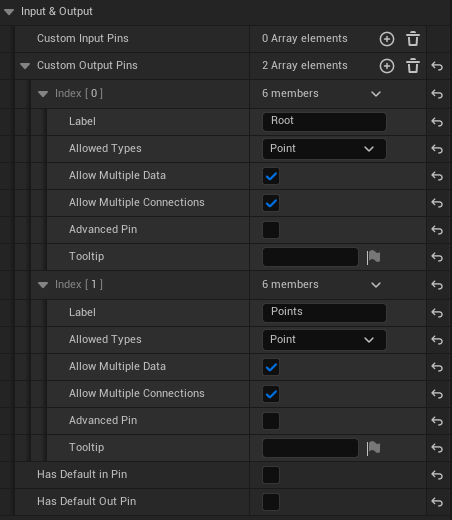 Input & Output
Custom Input Pins 0 Array elements
Custom Output Pins 2 Array elements
Index [ 0 ] 6 members
Label Root
Allowed Types Point
Allow Multiple Data
Allow Multiple Connections
Advanced Pin
Tooltip
Index [ 1 ] 6 members
Label Points
Allowed Types Point
Allow Multiple Data
Allow Multiple Connections
Advanced Pin
Tooltip
Has Default in Pin
Has Default Out Pin